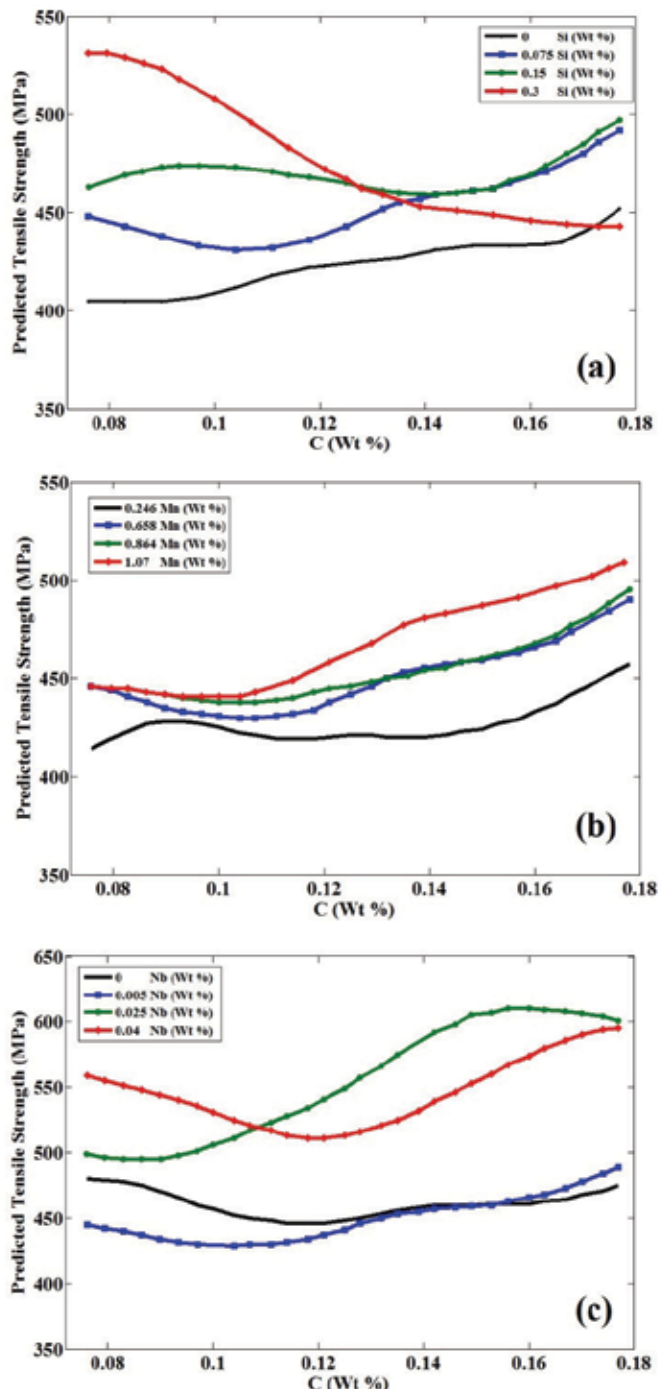 550
500
450
400
350
Predicted Tensile Strength (MPa)
0 Si (Wt %)
0.075 Si (Wt %)
0.15 Si (Wt %)
0.3 Si (Wt %)
(a)
0.08 0.1 0.12 0.14 0.16 0.18
C (Wt %)
550
500
450
400
350
Predicted Tensile Strength (MPa)
0.246 Mn (Wt %)
0.658 Mn (Wt %)
0.864 Mn (Wt %)
1.07 Mn (Wt %)
(b)
0.08 0.1 0.12 0.14 0.16 0.18
C (Wt %)
650
600
550
500
450
400
350
Predicted Tensile Strength (MPa)
0 Nb (Wt %)
0.005 Nb (Wt %)
0.025 Nb (Wt %)
0.04 Nb (Wt %)
(c)
0.08 0.1 0.12 0.14 0.16 0.18
C (Wt %)